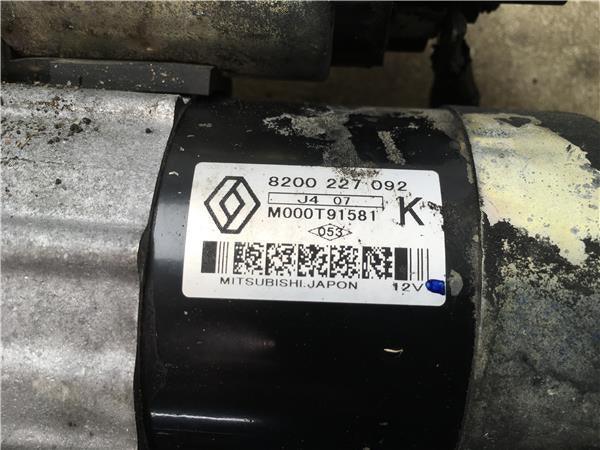 8200 227 092
J4 07
M000T91581 K
053
MITSUBISHI.JAPON 12V